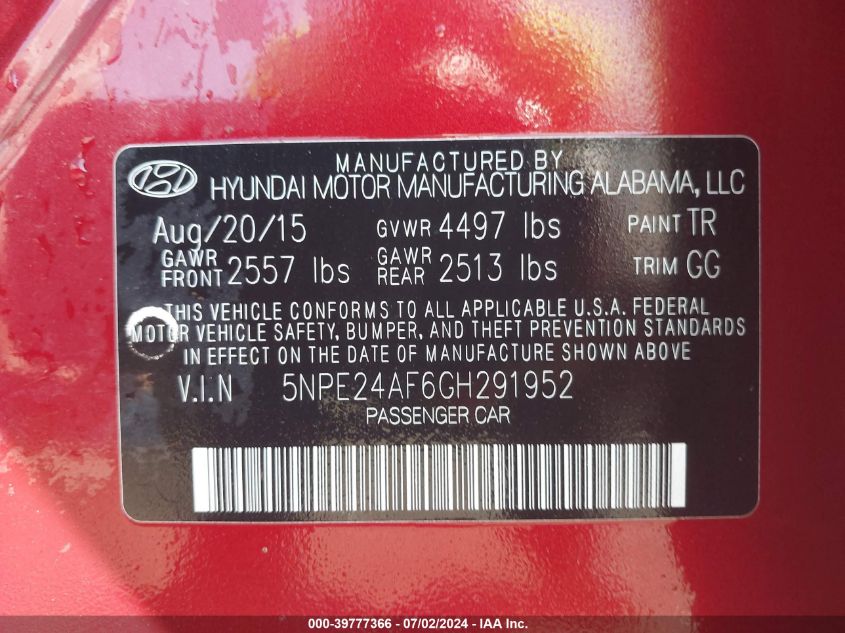 MANUFACTURED BY
HYUNDAI MOTOR MANUFACTURING ALABAMA, LLC
Aug/20/15 GVWR 4497 lbs PAINT TR
GAWR FRONT 2557 lbs GAWR REAR 2513 lbs TRIM GG
THIS VEHICLE CONFORMS TO ALL APPLICABLE U.S.A. FEDERAL
MOTOR VEHICLE SAFETY, BUMPER, AND THEFT PREVENTION STANDARDS
IN EFFECT ON THE DATE OF MANUFACTURE SHOWN ABOVE
V.I.N 5NPE24AF6GH291952
PASSENGER CAR
000-39777366 - 07/02/2024 - IAA Inc.